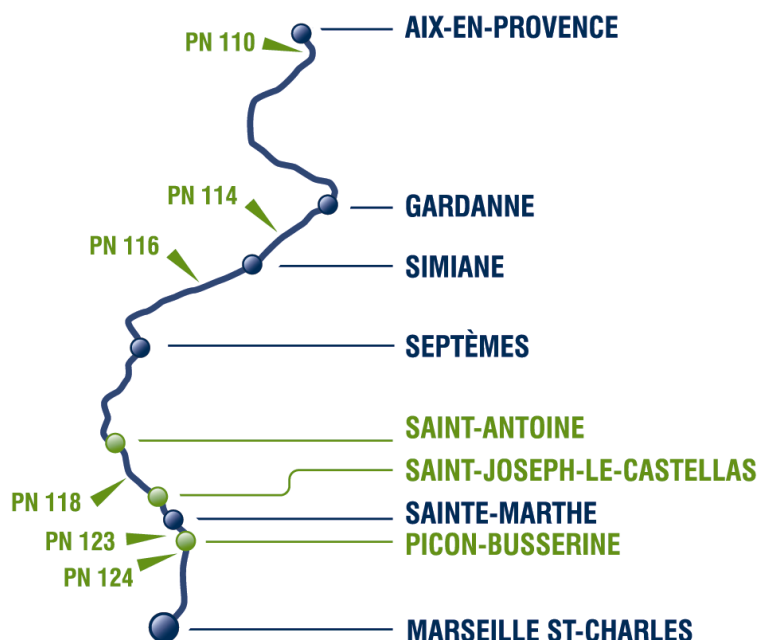 AIX-EN-PROVENCE
PN 110
PN 114
GARDANNE
PN 116
SIMIANE
SEPTÈMES
SAINT-ANTOINE
SAINT-JOSEPH-LE-CASTELLAS
PN 118
SAINTE-MARTHE
PN 123
PICON-BUSSERINE
PN 124
MARSEILLE ST-CHARLES